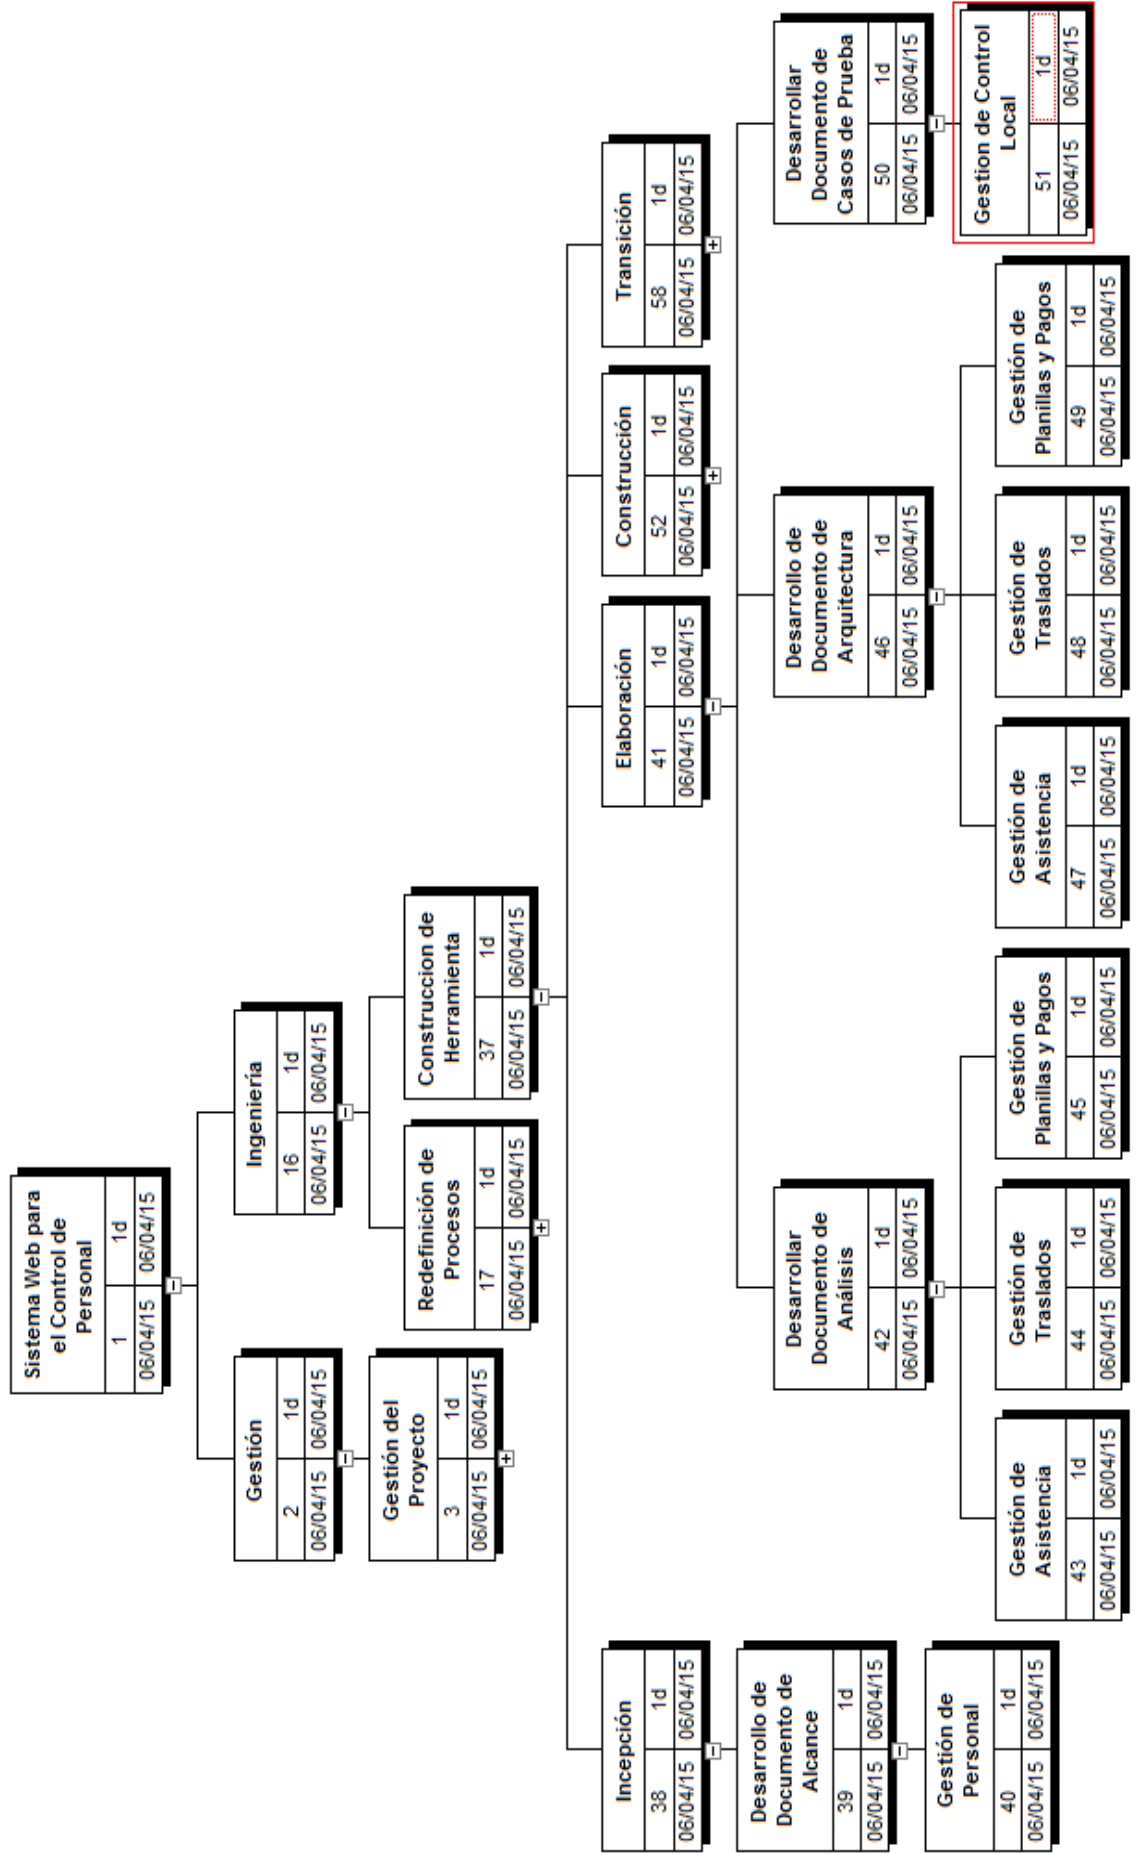 Sistema Web para
el Control de
Personal
1 1d
06/04/15 06/04/15
Gestión
2 1d
06/04/15 06/04/15
Ingeniería
16 1d
06/04/15 06/04/15
Gestión del
Proyecto
3 1d
06/04/15 06/04/15
Redefinición de
Procesos
17 1d
06/04/15 06/04/15
Construccion de
Herramienta
37 1d
06/04/15 06/04/15
Incepción
38 1d
06/04/15 06/04/15
Elaboración
41 1d
06/04/15 06/04/15
Construcción
52 1d
06/04/15 06/04/15
Transición
58 1d
06/04/15 06/04/15
Desarrollo de
Documento de
Alcance
39 1d
06/04/15 06/04/15
Desarrollar
Documento de
Análisis
42 1d
06/04/15 06/04/15
Desarrollo de
Documento de
Arquitectura
46 1d
06/04/15 06/04/15
Desarrollar
Documento de
Casos de Prueba
50 1d
06/04/15 06/04/15
Gestión de
Personal
40 1d
06/04/15 06/04/15
Gestión de
Asistencia
43 1d
06/04/15 06/04/15
Gestión de
Traslados
44 1d
06/04/15 06/04/15
Gestión de
Planillas y Pagos
45 1d
06/04/15 06/04/15
Gestión de
Asistencia
47 1d
06/04/15 06/04/15
Gestión de
Traslados
48 1d
06/04/15 06/04/15
Gestión de
Planillas y Pagos
49 1d
06/04/15 06/04/15
Gestion de Control
Local
51 1d
06/04/15 06/04/15